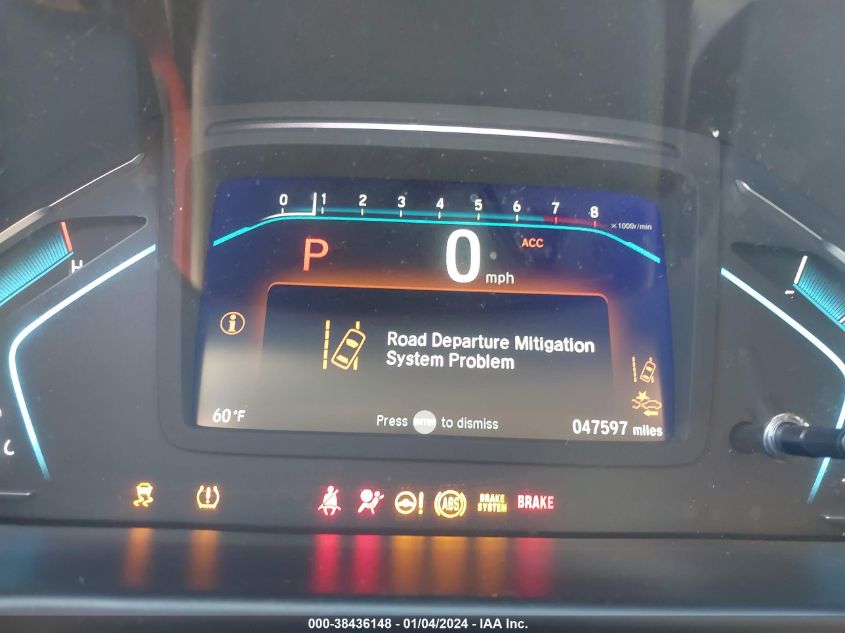 0 1 2 3 4 5 6 7 8
×1000r/min
P 0 mph ACC
H
Road Departure Mitigation
System Problem
60°F
Press ENTER to dismiss
047597 miles
C
ABS
BRAKE
SYSTEM
BRAKE
000-38436148 - 01/04/2024 - IAA Inc.